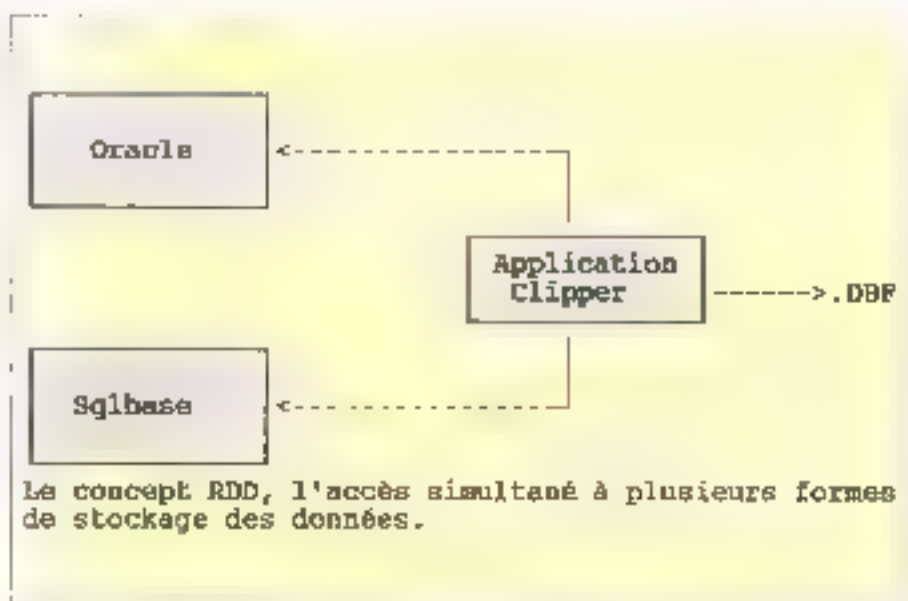 Oracle
Application
Clipper
.DBF
Sqlbase
Le concept RDD, l'accès simultané à plusieurs formes
de stockage des données.